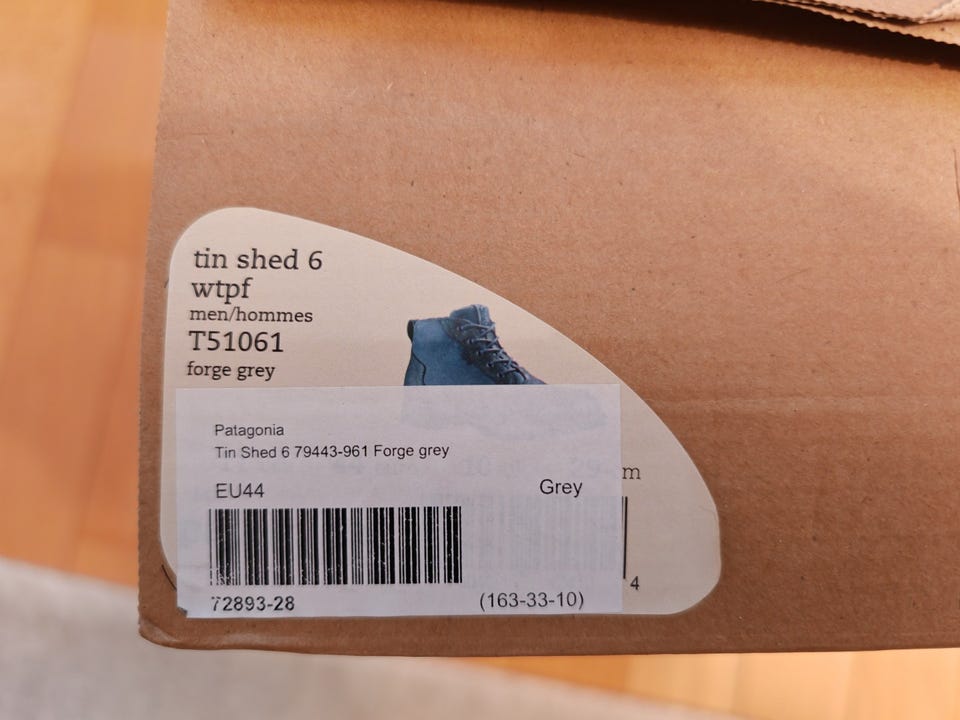 tin shed 6
wtpf
men/hommes
T51061
forge grey
Patagonia
Tin Shed 6 79443-961 Forge grey
m
EU44 Grey
4
72893-28 (163-33-10)